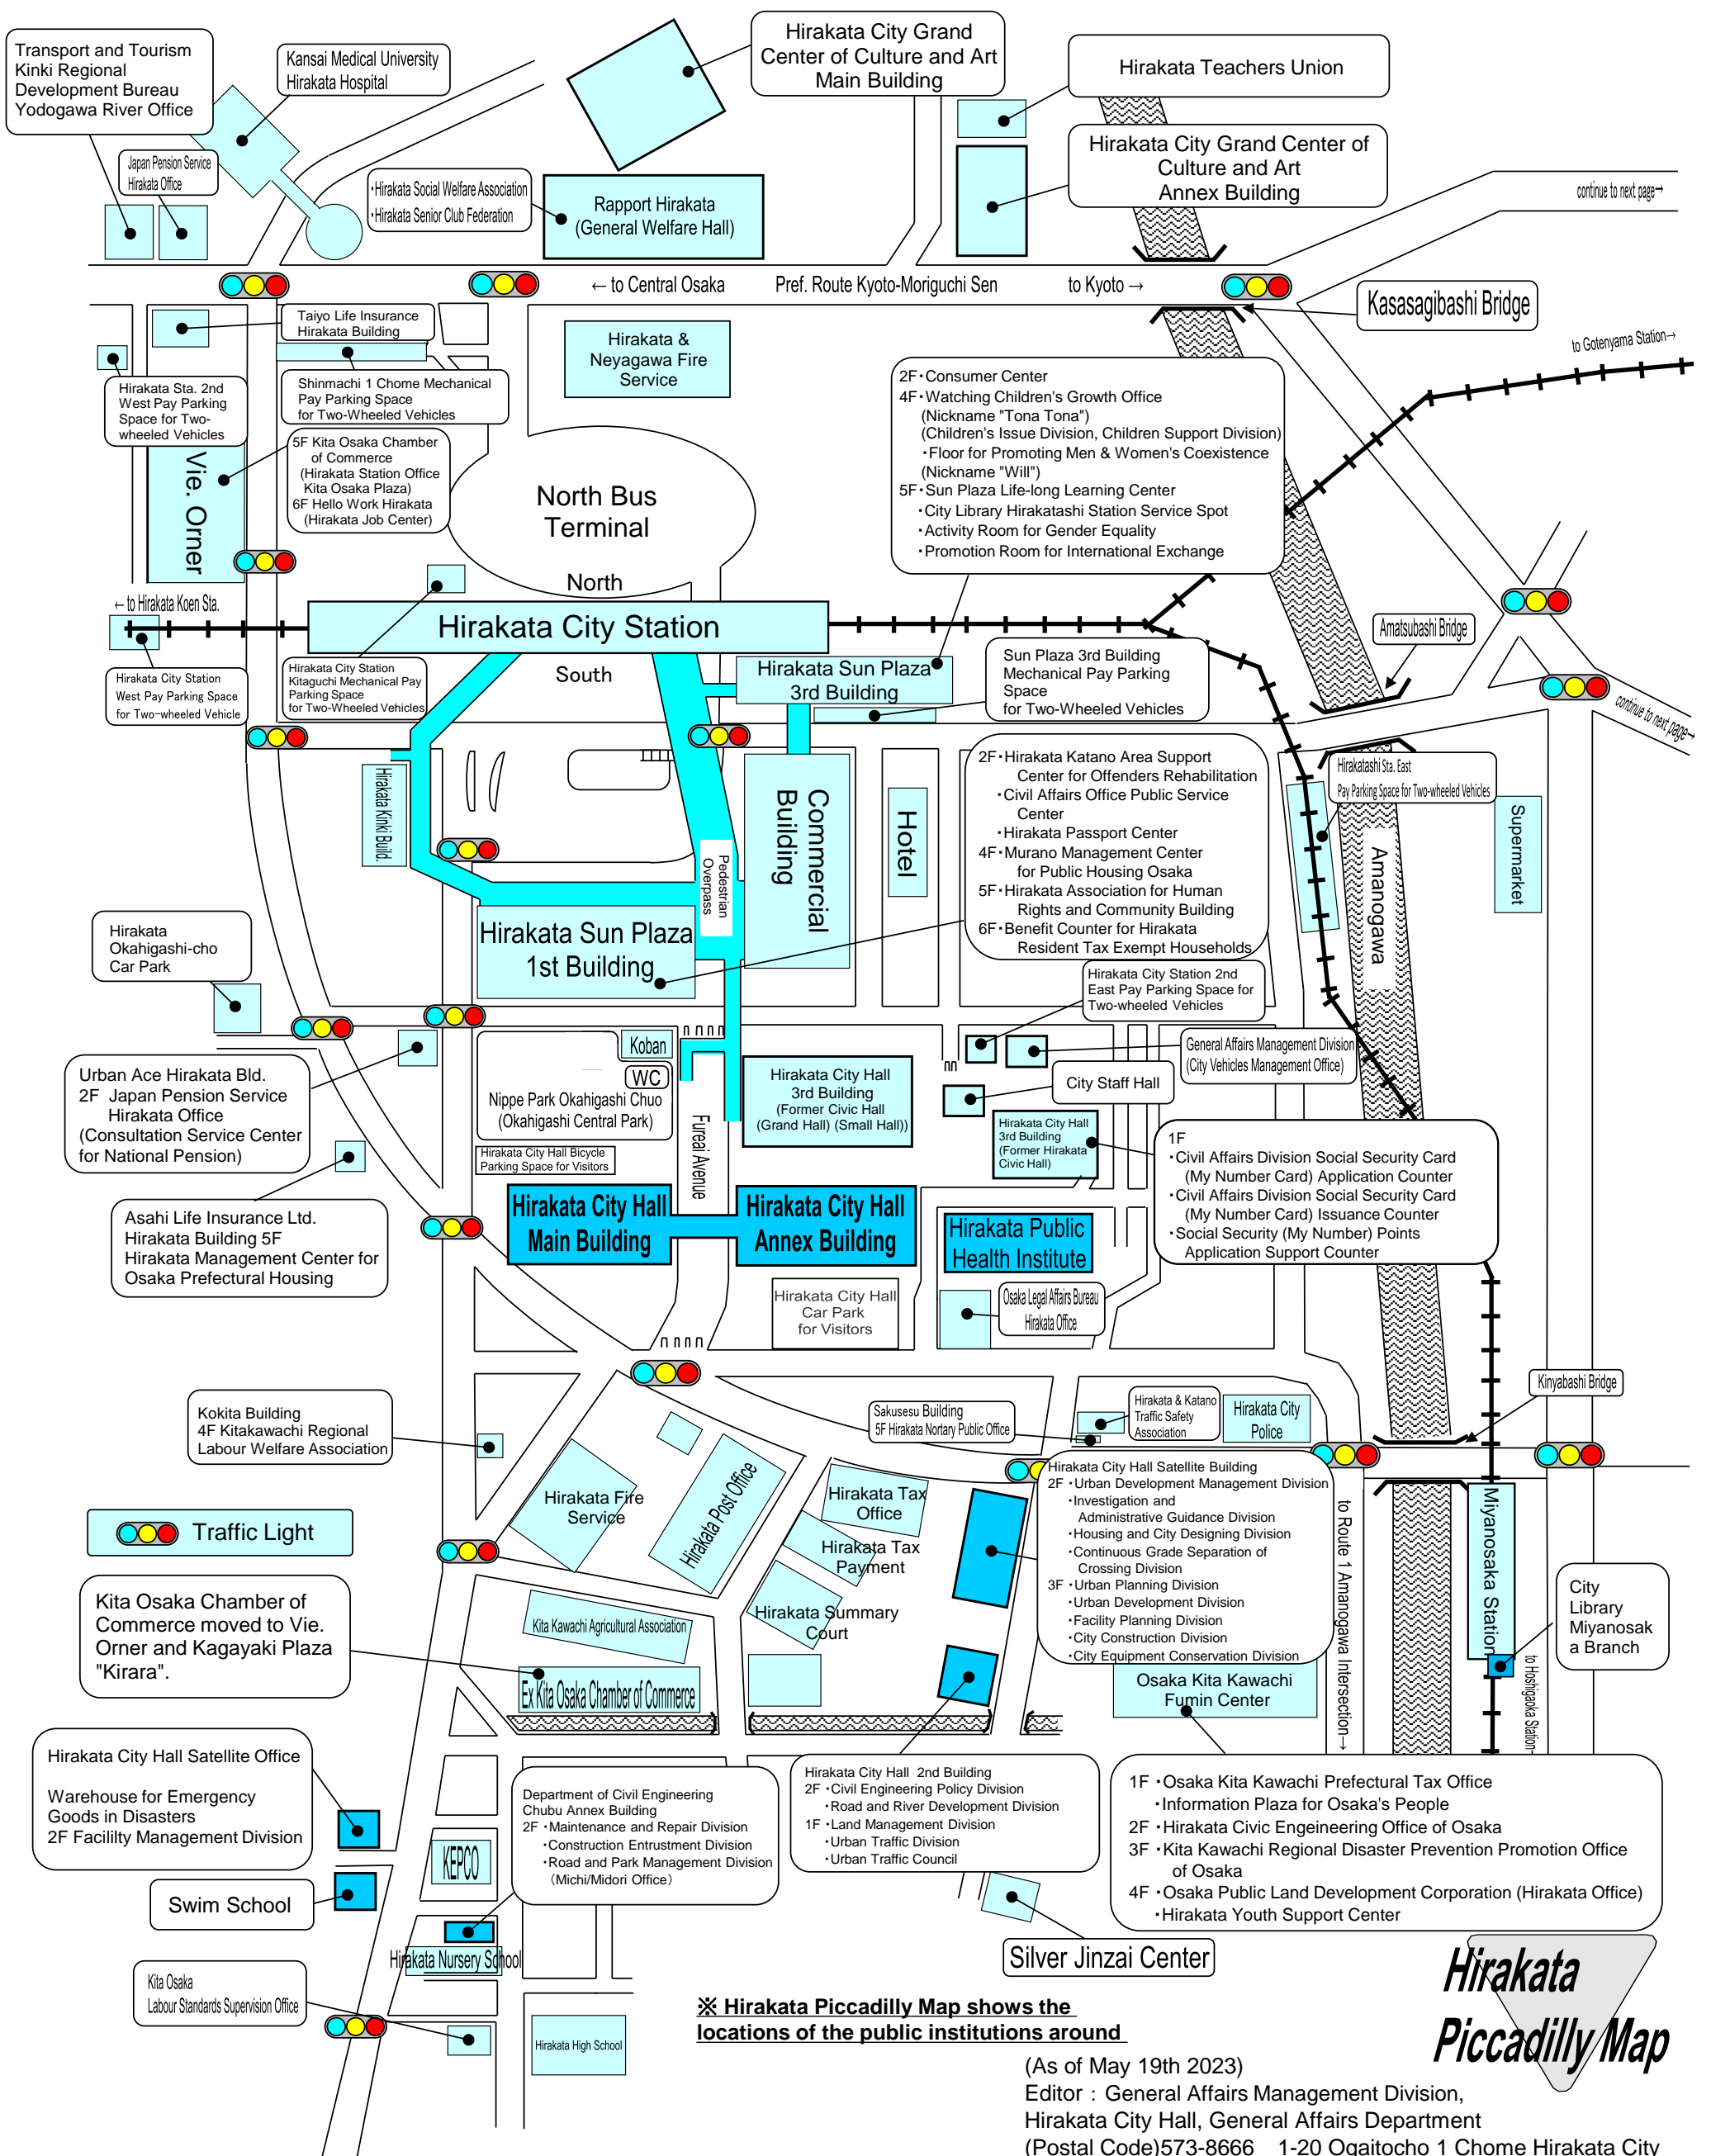 Transport and Tourism
Kinki Regional
Development Bureau
Yodogawa River Office
Kansai Medical University
Hirakata Hospital
Hirakata City Grand
Center of Culture and Art
Main Building
Hirakata Teachers Union
Japan Pension Service
Hirakata Office
・Hirakata Social Welfare Association
・Hirakata Senior Club Federation
Rapport Hirakata
(General Welfare Hall)
Hirakata City Grand Center of
Culture and Art
Annex Building
continue to next page→
← to Central Osaka
Pref. Route Kyoto-Moriguchi Sen
to Kyoto →
Kasasagibashi Bridge
Taiyo Life Insurance
Hirakata Building
Hirakata &
Neyagawa Fire
Service
to Gotenyama Station→
Hirakata Sta. 2nd
West Pay Parking
Space for Two-
wheeled Vehicles
Shinmachi 1 Chome Mechanical
Pay Parking Space
for Two-Wheeled Vehicles
Vie. Orner
5F Kita Osaka Chamber
of Commerce
(Hirakata Station Office
Kita Osaka Plaza)
6F Hello Work Hirakata
(Hirakata Job Center)
2F・Consumer Center
4F・Watching Children's Growth Office
(Nickname "Tona Tona")
(Children's Issue Division, Children Support Division)
・Floor for Promoting Men & Women's Coexistence
(Nickname "Will")
5F・Sun Plaza Life-long Learning Center
・City Library Hirakatashi Station Service Spot
・Activity Room for Gender Equality
・Promotion Room for International Exchange
North Bus
Terminal
North
← to Hirakata Koen Sta.
Hirakata City Station
South
Amatsubashi Bridge
Hirakata City Station
West Pay Parking Space
for Two-wheeled Vehicle
Hirakata City Station
Kitaguchi Mechanical Pay
Parking Space
for Two-Wheeled Vehicles
Hirakata Sun Plaza
3rd Building
Sun Plaza 3rd Building
Mechanical Pay Parking
Space
for Two-Wheeled Vehicles
continue to next page→
Hirakata Kinki Build.
Pedestrian
Overpass
Commercial
Building
Hotel
2F・Hirakata Katano Area Support
Center for Offenders Rehabilitation
・Civil Affairs Office Public Service
Center
・Hirakata Passport Center
4F・Murano Management Center
for Public Housing Osaka
5F・Hirakata Association for Human
Rights and Community Building
6F・Benefit Counter for Hirakata
Resident Tax Exempt Households
Hirakatashi Sta. East
Pay Parking Space for Two-wheeled Vehicles
Amanogawa
Supermarket
Hirakata
Okahigashi-cho
Car Park
Hirakata Sun Plaza
1st Building
Hirakata City Station 2nd
East Pay Parking Space for
Two-wheeled Vehicles
Urban Ace Hirakata Bld.
2F Japan Pension Service
Hirakata Office
(Consultation Service Center
for National Pension)
Koban
WC
Nippe Park Okahigashi Chuo
(Okahigashi Central Park)
Hirakata City Hall Bicycle
Parking Space for Visitors
Fureai Avenue
Hirakata City Hall
3rd Building
(Former Civic Hall
(Grand Hall) (Small Hall))
General Affairs Management Division
(City Vehicles Management Office)
City Staff Hall
Hirakata City Hall
3rd Building
(Former Hirakata
Civic Hall)
1F
・Civil Affairs Division Social Security Card
(My Number Card) Application Counter
・Civil Affairs Division Social Security Card
(My Number Card) Issuance Counter
・Social Security (My Number) Points
Application Support Counter
Asahi Life Insurance Ltd.
Hirakata Building 5F
Hirakata Management Center for
Osaka Prefectural Housing
Hirakata City Hall
Main Building
Hirakata City Hall
Annex Building
Hirakata Public
Health Institute
Hirakata City Hall
Car Park
for Visitors
Osaka Legal Affairs Bureau
Hirakata Office
Kinyabashi Bridge
Kokita Building
4F Kitakawachi Regional
Labour Welfare Association
Sakusesu Building
5F Hirakata Nortary Public Office
Hirakata & Katano
Traffic Safety
Association
Hirakata City
Police
Hirakata Fire
Service
Hirakata Post Office
Hirakata Tax
Office
Hirakata Tax
Payment
Hirakata Summary
Court
Hirakata City Hall Satellite Building
2F・Urban Development Management Division
・Investigation and
Administrative Guidance Division
・Housing and City Designing Division
・Continuous Grade Separation of
Crossing Division
3F・Urban Planning Division
・Urban Development Division
・Facility Planning Division
・City Construction Division
・City Equipment Conservation Division
to Route 1 Amanogawa Intersection→
Miyanosaka Station
to Hoshigaoka Station→
City
Library
Miyanosak
a Branch
Traffic Light
Kita Osaka Chamber of
Commerce moved to Vie.
Orner and Kagayaki Plaza
"Kirara".
Kita Kawachi Agricultural Association
Ex Kita Osaka Chamber of Commerce
Osaka Kita Kawachi
Fumin Center
Hirakata City Hall Satellite Office
Warehouse for Emergency
Goods in Disasters
2F Facililty Management Division
Department of Civil Engineering
Chubu Annex Building
2F ・Maintenance and Repair Division
・Construction Entrustment Division
・Road and Park Management Division
(Michi/Midori Office)
Hirakata City Hall 2nd Building
2F・Civil Engineering Policy Division
・Road and River Development Division
1F・Land Management Division
・Urban Traffic Division
・Urban Traffic Council
1F ・Osaka Kita Kawachi Prefectural Tax Office
・Information Plaza for Osaka's People
2F ・Hirakata Civic Engeineering Office of Osaka
3F ・Kita Kawachi Regional Disaster Prevention Promotion Office
of Osaka
4F ・Osaka Public Land Development Corporation (Hirakata Office)
・Hirakata Youth Support Center
KEPCO
Swim School
Hirakata Nursery School
Silver Jinzai Center
Kita Osaka
Labour Standards Supervision Office
Hirakata High School
※ Hirakata Piccadilly Map shows the
locations of the public institutions around
Hirakata
Piccadilly Map
(As of May 19th 2023)
Editor：General Affairs Management Division,
Hirakata City Hall, General Affairs Department
(Postal Code)573-8666 1-20 Ogaitocho 1 Chome Hirakata City